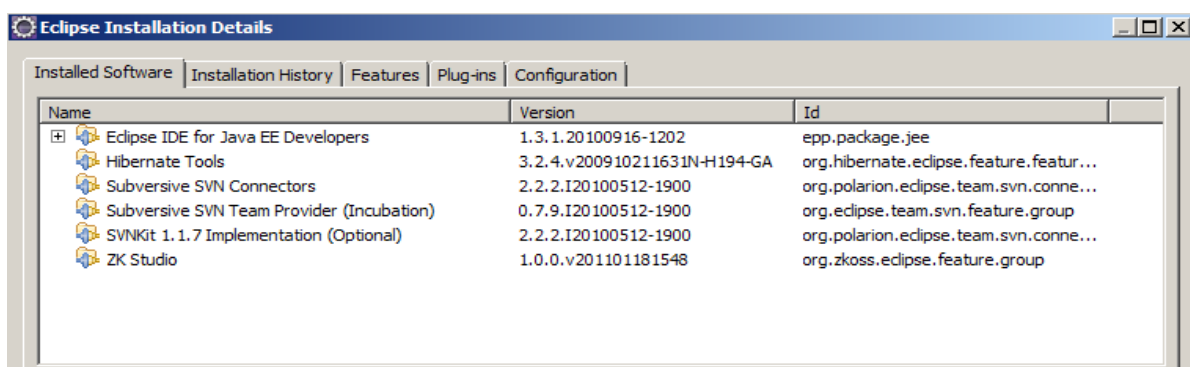 Eclipse Installation Details
Installed Software Installation History Features Plug-ins Configuration
Name Version Id
Eclipse IDE for Java EE Developers 1.3.1.20100916-1202 epp.package.jee
Hibernate Tools 3.2.4.v200910211631N-H194-GA org.hibernate.eclipse.feature.featur...
Subversive SVN Connectors 2.2.2.I20100512-1900 org.polarion.eclipse.team.svn.conne...
Subversive SVN Team Provider (Incubation) 0.7.9.I20100512-1900 org.eclipse.team.svn.feature.group
SVNKit 1.1.7 Implementation (Optional) 2.2.2.I20100512-1900 org.polarion.eclipse.team.svn.conne...
ZK Studio 1.0.0.v201101181548 org.zkoss.eclipse.feature.group